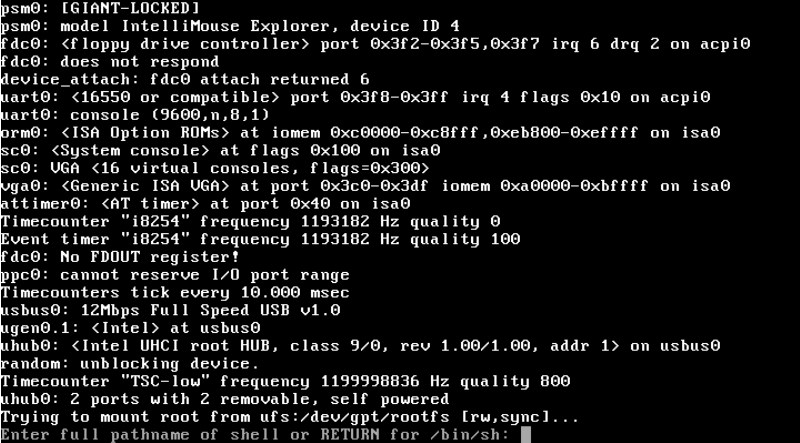 psm0: [GIANT-LOCKED]
psm0: model IntelliMouse Explorer, device ID 4
fdc0: <floppy drive controller> port 0x3f2-0x3f5,0x3f7 irq 6 drq 2 on acpi0
fdc0: does not respond
device_attach: fdc0 attach returned 6
uart0: <16550 or compatible> port 0x3f8-0x3ff irq 4 flags 0x10 on acpi0
uart0: console (9600,n,8,1)
orm0: <ISA Option ROMs> at iomem 0xc0000-0xc8fff,0xeb800-0xeffff on isa0
sc0: <System console> at flags 0x100 on isa0
sc0: VGA <16 virtual consoles, flags=0x300>
vga0: <Generic ISA VGA> at port 0x3c0-0x3df iomem 0xa0000-0xbffff on isa0
attimer0: <AT timer> at port 0x40 on isa0
Timecounter "i8254" frequency 1193182 Hz quality 0
Event timer "i8254" frequency 1193182 Hz quality 100
fdc0: No FDOUT register!
ppc0: cannot reserve I/O port range
Timecounters tick every 10.000 msec
usbus0: 12Mbps Full Speed USB v1.0
ugen0.1: <Intel> at usbus0
uhub0: <Intel UHCI root HUB, class 9/0, rev 1.00/1.00, addr 1> on usbus0
random: unblocking device.
Timecounter "TSC-low" frequency 1199998836 Hz quality 800
uhub0: 2 ports with 2 removable, self powered
Trying to mount root from ufs:/dev/gpt/rootfs [rw,sync]...
Enter full pathname of shell or RETURN for /bin/sh: